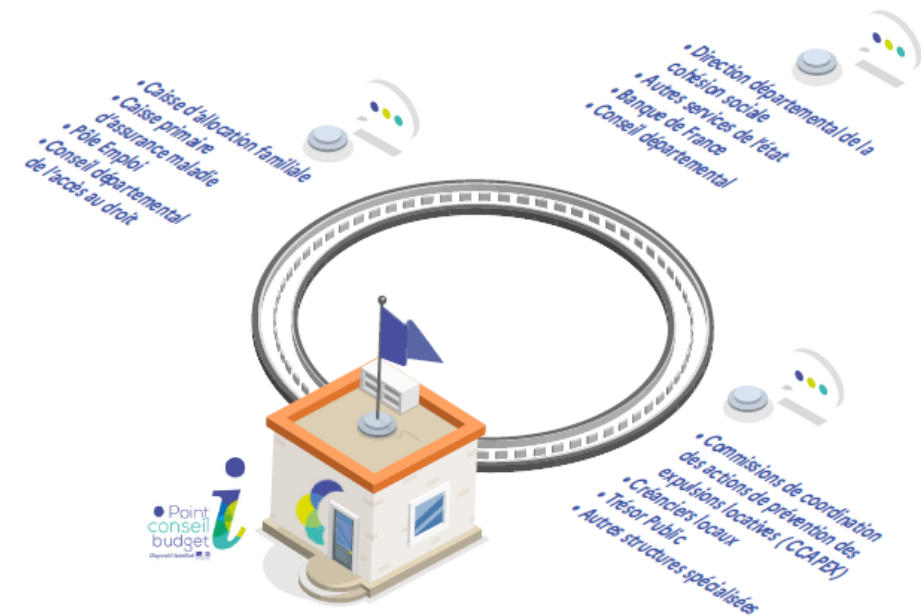 • Caisse d'allocation familiale
• Caisse primaire
d'assurance maladie
• Pôle Emploi
• Conseil départemental
de l'accès au droit
• Direction départemental de la
cohésion sociale
• Autres services de l'état
• Banque de France
• Conseil départemental
• Commissions de coordination
des actions de prévention des
expulsions locatives (CCAPEX)
• Créanciers locaux
• Trésor Public
• Autres structures spécialisées
• Point
conseil
budget